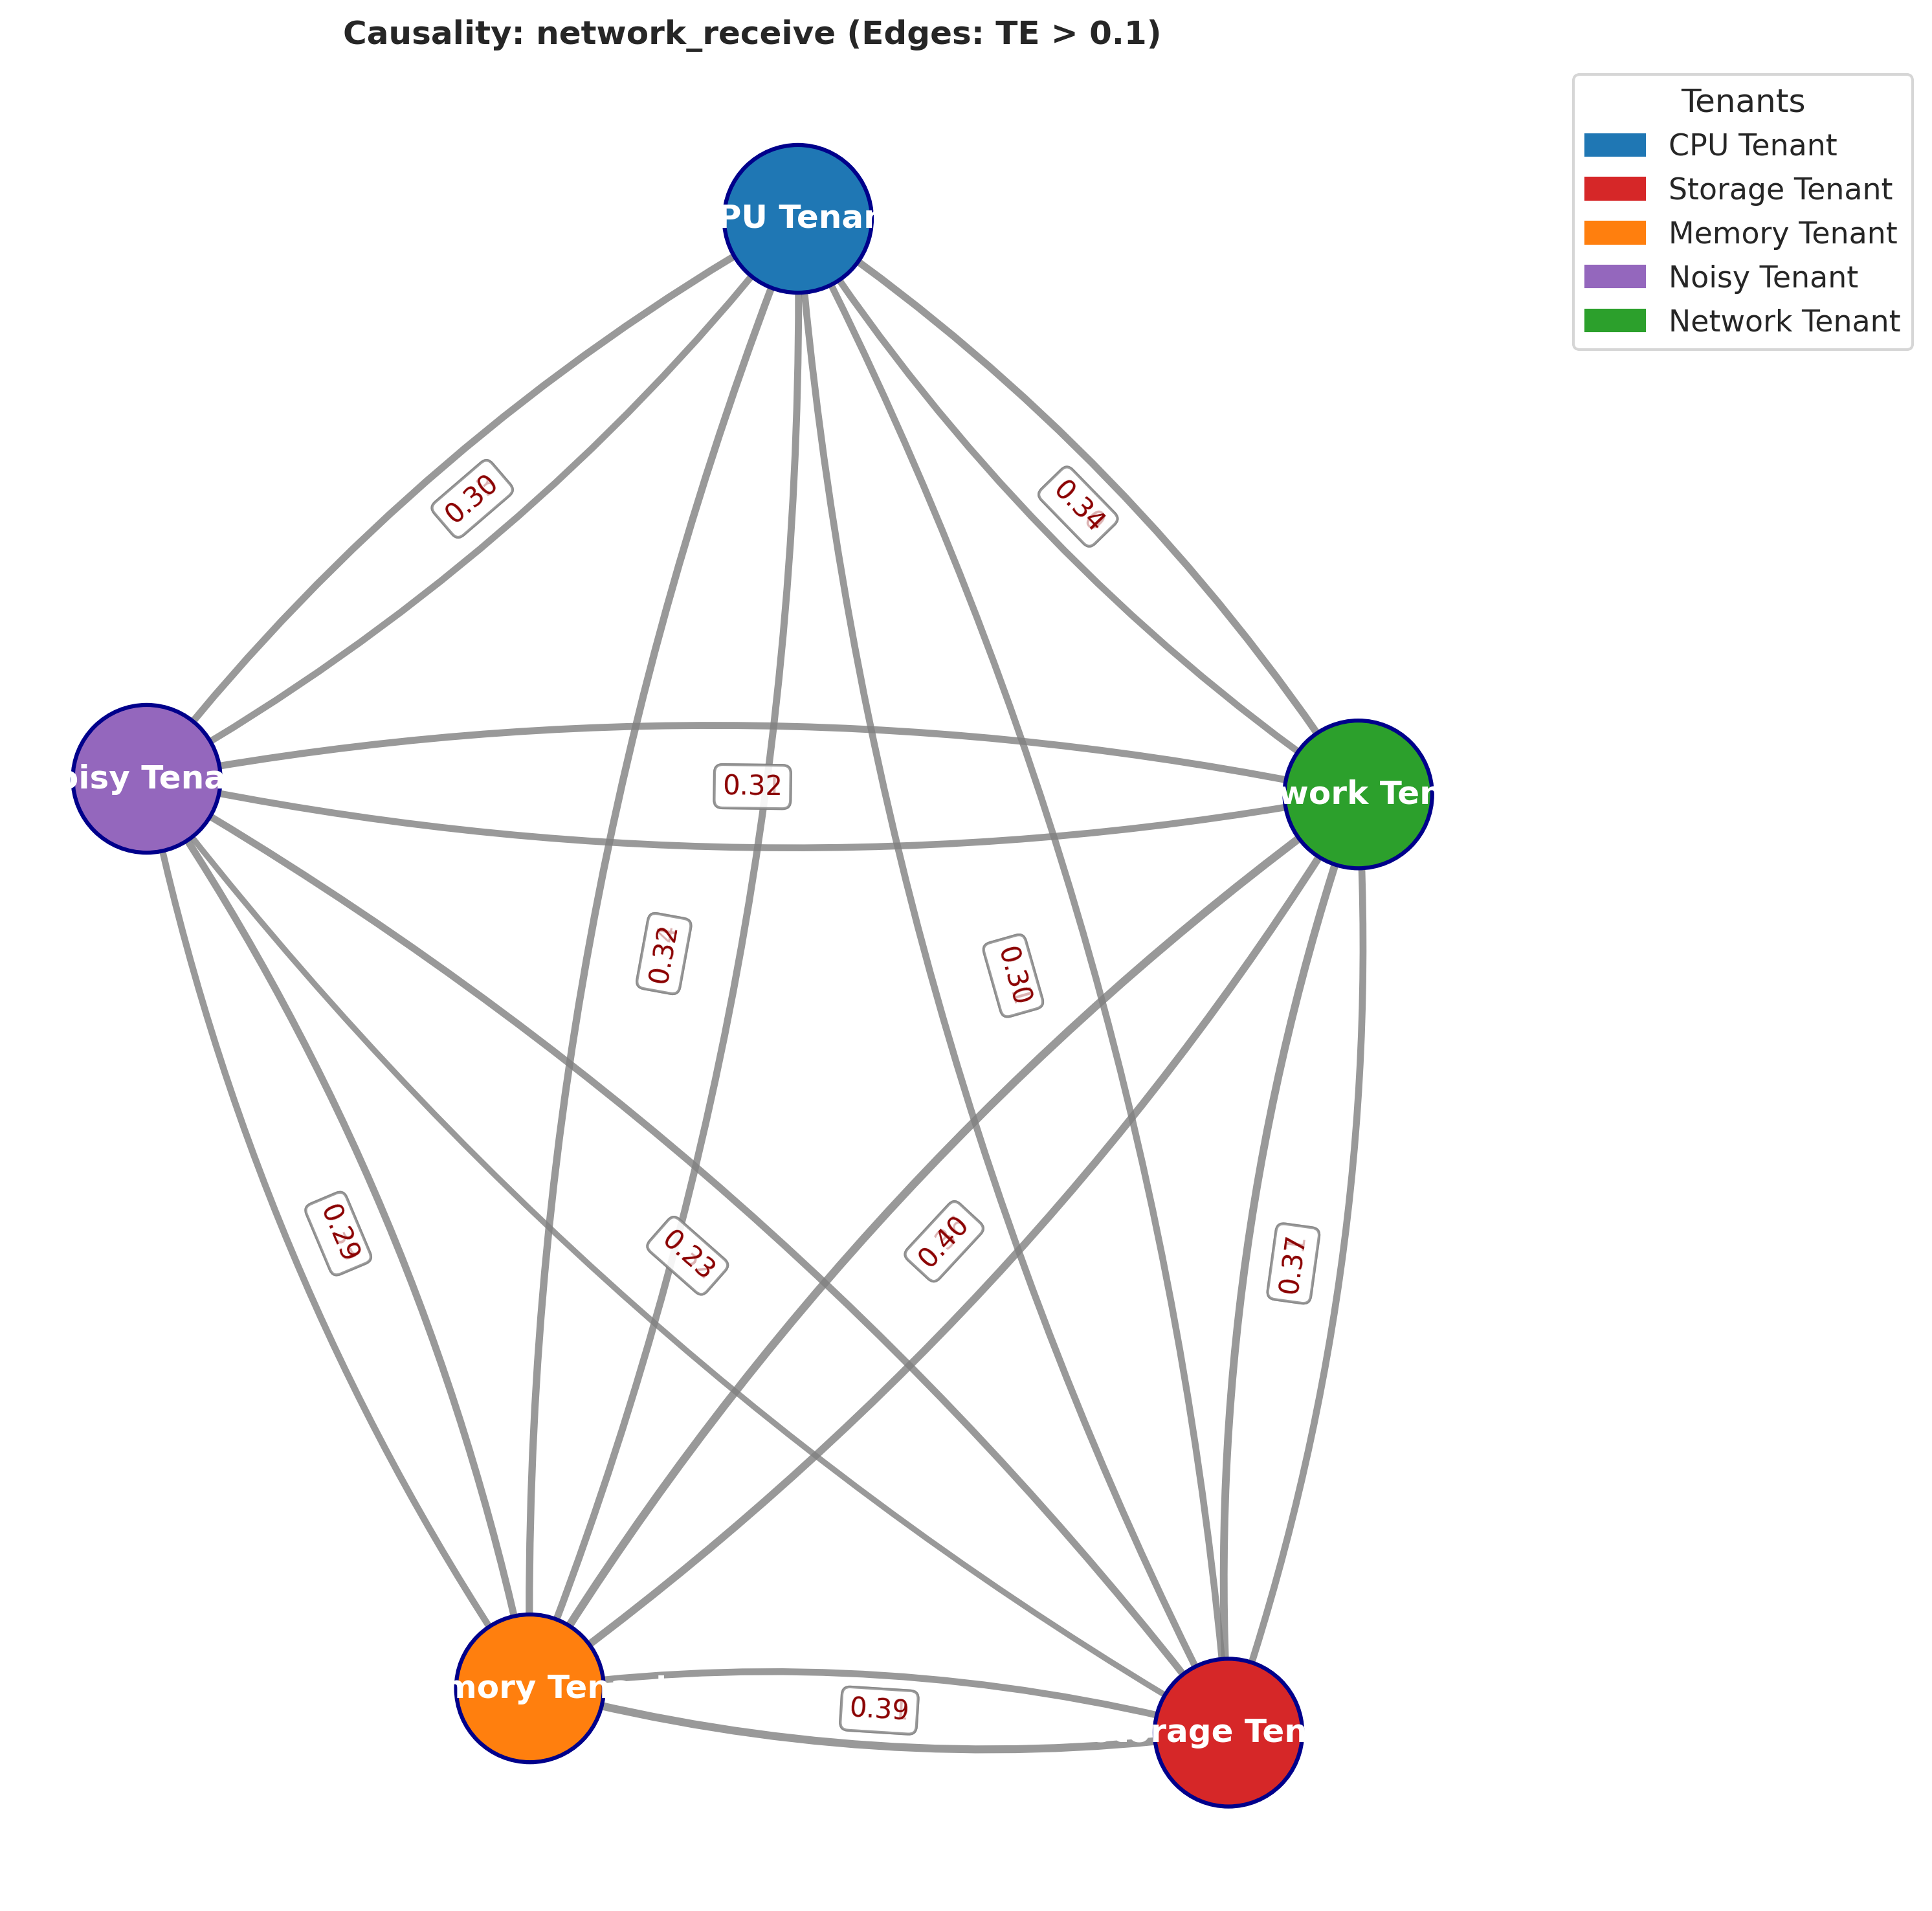 Causality: network_receive (Edges: TE > 0.1)
Tenants
CPU Tenant
Storage Tenant
Memory Tenant
Noisy Tenant
Network Tenant
PU Tenan
0.30
0.34
oisy Tena
0.32
work Ten
0.32
0.30
0.29
0.23
0.40
0.37
mory Ten
0.39
rage Ten